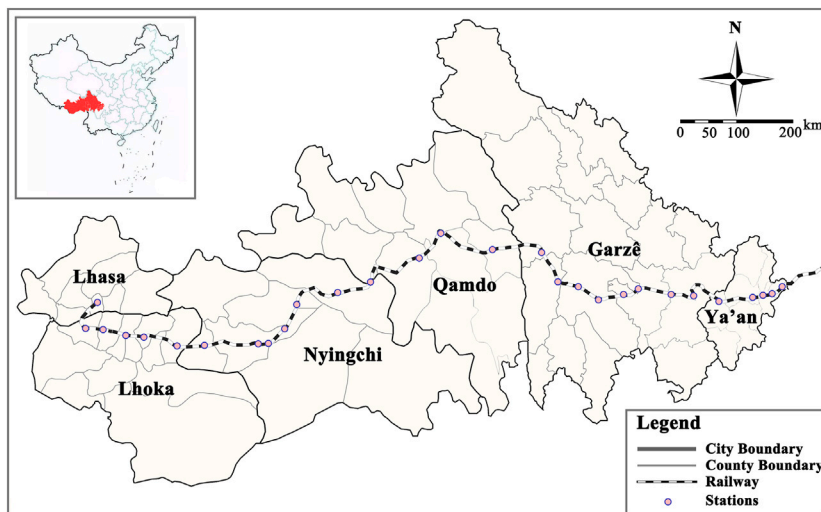 N
0 50 100 200 km
Lhasa
Garzê
Qamdo
Ya'an
Nyingchi
Lhoka
Legend
City Boundary
County Boundary
Railway
Stations